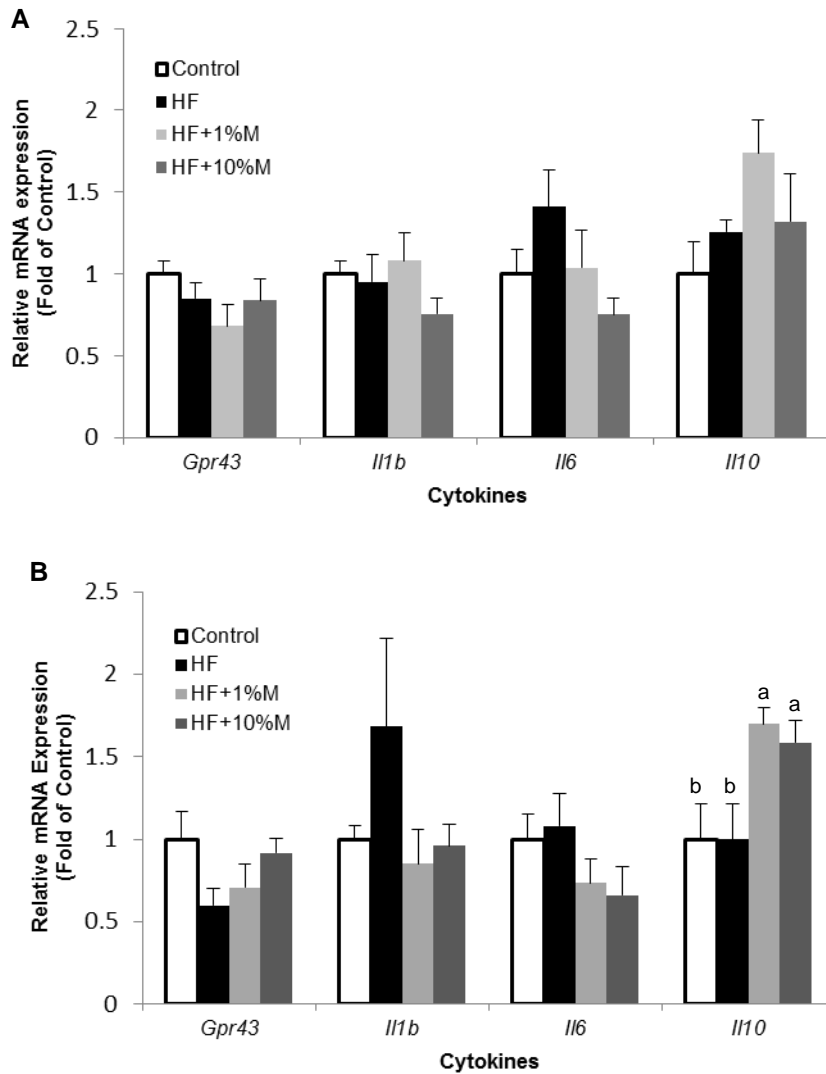 A
2.5
2
1.5
1
0.5
0
Relative mRNA expression
(Fold of Control)
Control
HF
HF+1%M
HF+10%M
Gpr43
Il1b
Il6
Il10
Cytokines
B
2.5
2
1.5
1
0.5
0
Relative mRNA Expression
(Fold of Control)
Control
HF
HF+1%M
HF+10%M
b
b
a
a
Gpr43
Il1b
Il6
Il10
Cytokines